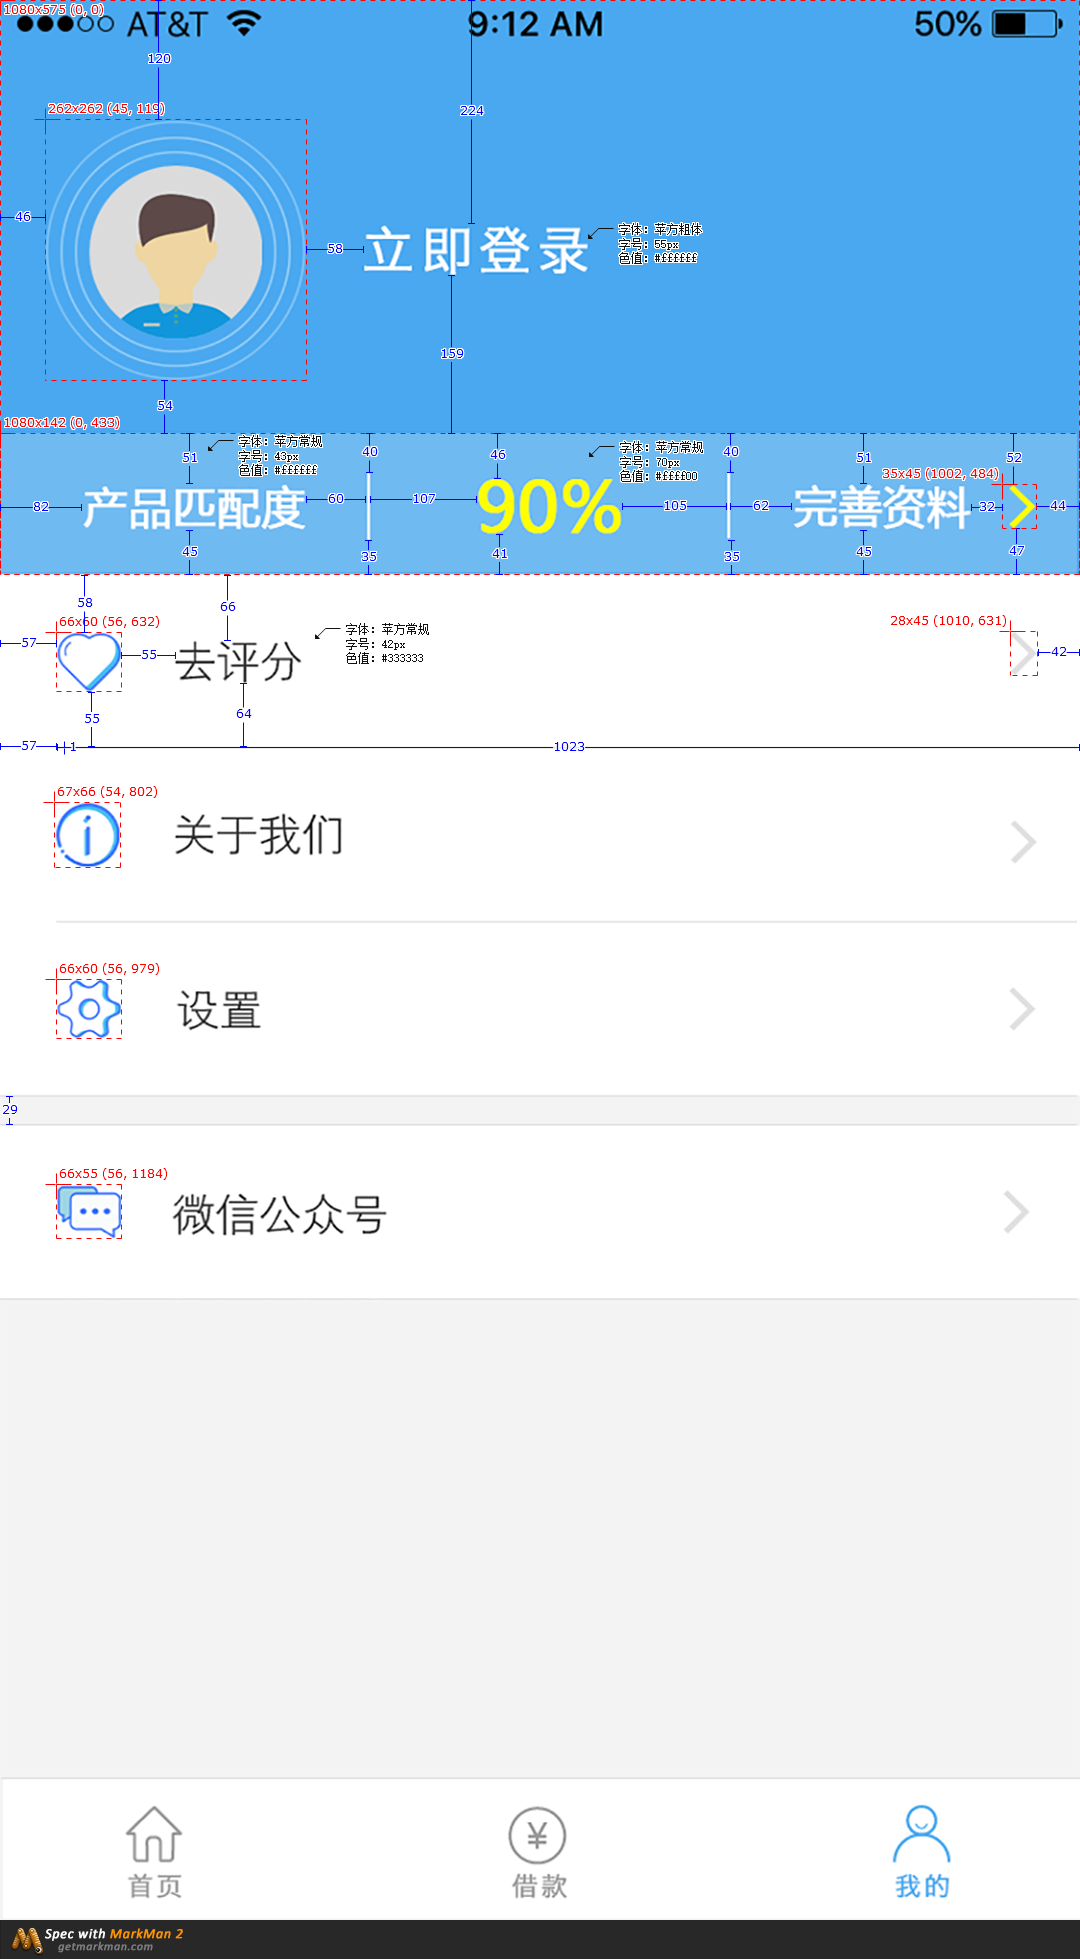 1080x575 (0, 0)
AT&T 9:12 AM 50%
120
262x262 (45, 119)
224
46
58
立即登录
字体: 苹方粗体
字号: 55px
色值: #ffffff
159
54
1080x142 (0, 433)
51
字体: 苹方常规
字号: 43px
色值: #ffffff
40
46
字体: 苹方常规
字号: 70px
色值: #ffff00
40
51
52
35x45 (1002, 484)
82
产品匹配度
60
107
90%
105
62
完善资料
32
44
45
35
41
35
45
47
58
66
66x60 (56, 632)
57
55
去评分
字体: 苹方常规
字号: 42px
色值: #333333
28x45 (1010, 631)
42
55
64
57
1
1023
67x66 (54, 802)
关于我们
66x60 (56, 979)
设置
29
66x55 (56, 1184)
微信公众号
首页
借款
我的
Spec with MarkMan 2
getmarkman.com